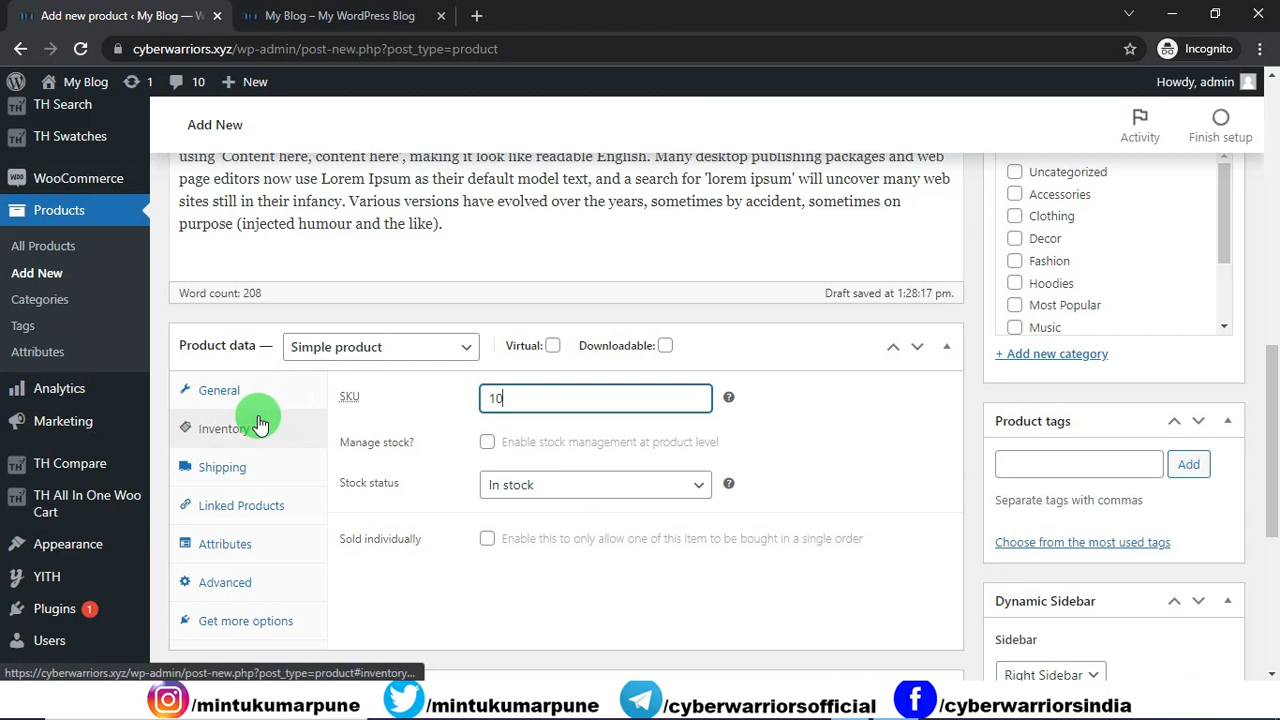 Add new product ‹ My Blog — W
My Blog – My WordPress Blog
cyberwarriors.xyz/wp-admin/post-new.php?post_type=product
Incognito
My Blog
1
10
New
Howdy, admin
TH Search
TH Swatches
WooCommerce
Products
All Products
Add New
Categories
Tags
Attributes
Analytics
Marketing
TH Compare
TH All In One Woo
Cart
Appearance
YITH
Plugins 1
Users
Add New
Activity
Finish setup
using 'Content here, content here', making it look like readable English. Many desktop publishing packages and web
page editors now use Lorem Ipsum as their default model text, and a search for 'lorem ipsum' will uncover many web
sites still in their infancy. Various versions have evolved over the years, sometimes by accident, sometimes on
purpose (injected humour and the like).
Word count: 208
Draft saved at 1:28:17 pm.
Product data —
Simple product
Virtual:
Downloadable:
General
Inventory
Shipping
Linked Products
Attributes
Advanced
Get more options
SKU
10
Manage stock?
Enable stock management at product level
Stock status
In stock
Sold individually
Enable this to only allow one of this item to be bought in a single order
Uncategorized
Accessories
Clothing
Decor
Fashion
Hoodies
Most Popular
Music
+ Add new category
Product tags
Add
Separate tags with commas
Choose from the most used tags
Dynamic Sidebar
Sidebar
Right Sidebar
https://cyberwarriors.xyz/wp-admin/post-new.php?post_type=product#inventory...
/mintukumarpune
/mintukumarpune
/cyberwarriorsofficial
/cyberwarriorsindia